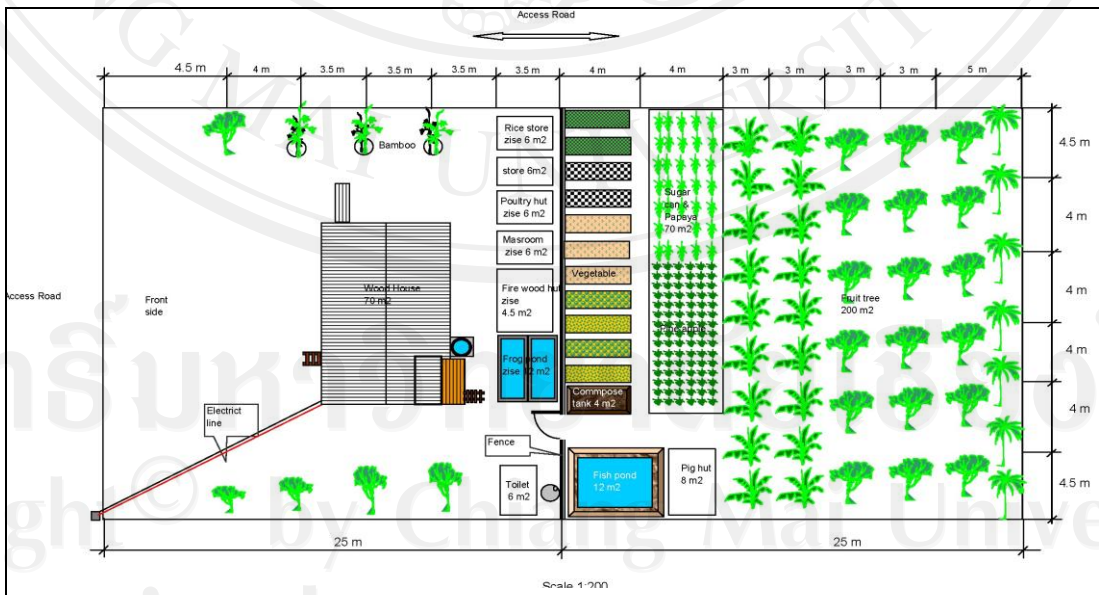 Access Road
4.5 m
4 m
3.5 m
3.5 m
3.5 m
3.5 m
4 m
4 m
3 m
3 m
3 m
3 m
5 m
Bamboo
Rice store
zise 6 m2
store 6m2
Poultry hut
zise 6 m2
Masroom
zise 6 m2
Fire wood hut
zise
4.5 m2
Frog pond
zise 12 m2
Vegetable
Commpose
tank 4 m2
Sugar
can &
Papaya
70 m2
Fruit tree
200 m2
4.5 m
4 m
4 m
4 m
4 m
4.5 m
Access Road
Front
side
Wood House
70 m2
Electrict
line
Fence
Toilet
6 m2
Fish pond
12 m2
Pig hut
8 m2
25 m
25 m
Scale 1:200
by Chiang Mai